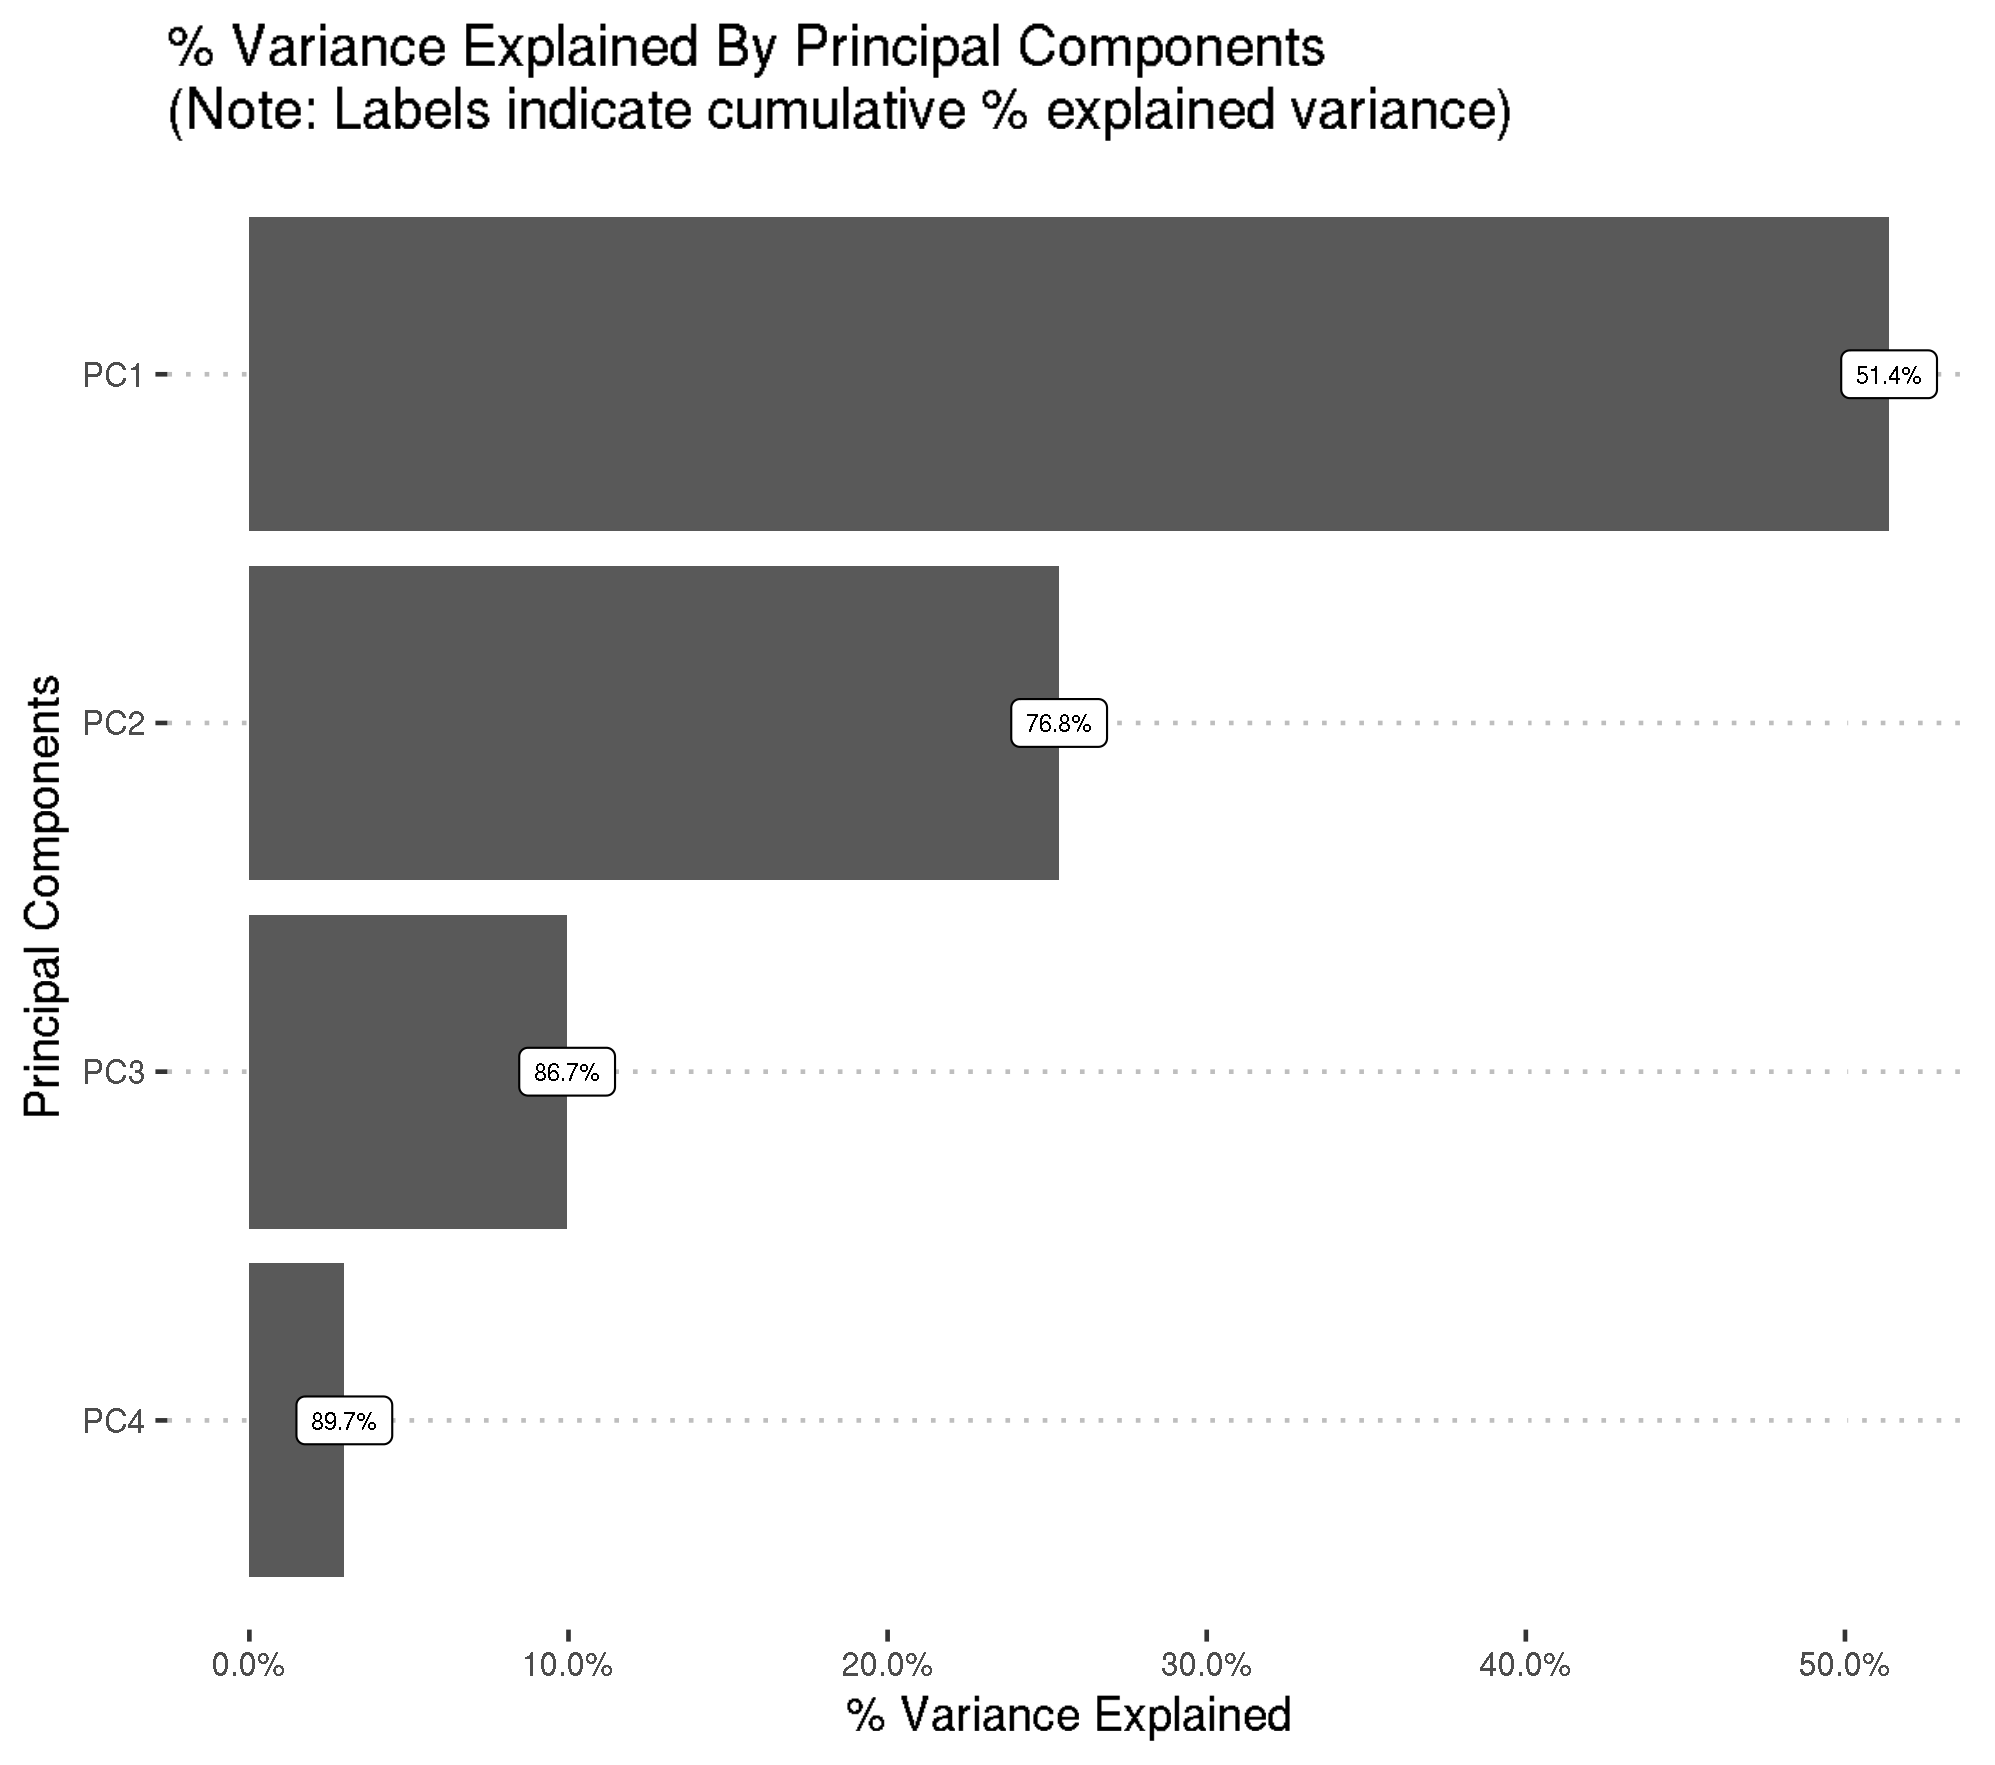 % Variance Explained By Principal Components
(Note: Labels indicate cumulative % explained variance)
Principal Components
PC1
51.4%
PC2
76.8%
PC3
86.7%
PC4
89.7%
0.0% 10.0% 20.0% 30.0% 40.0% 50.0%
% Variance Explained